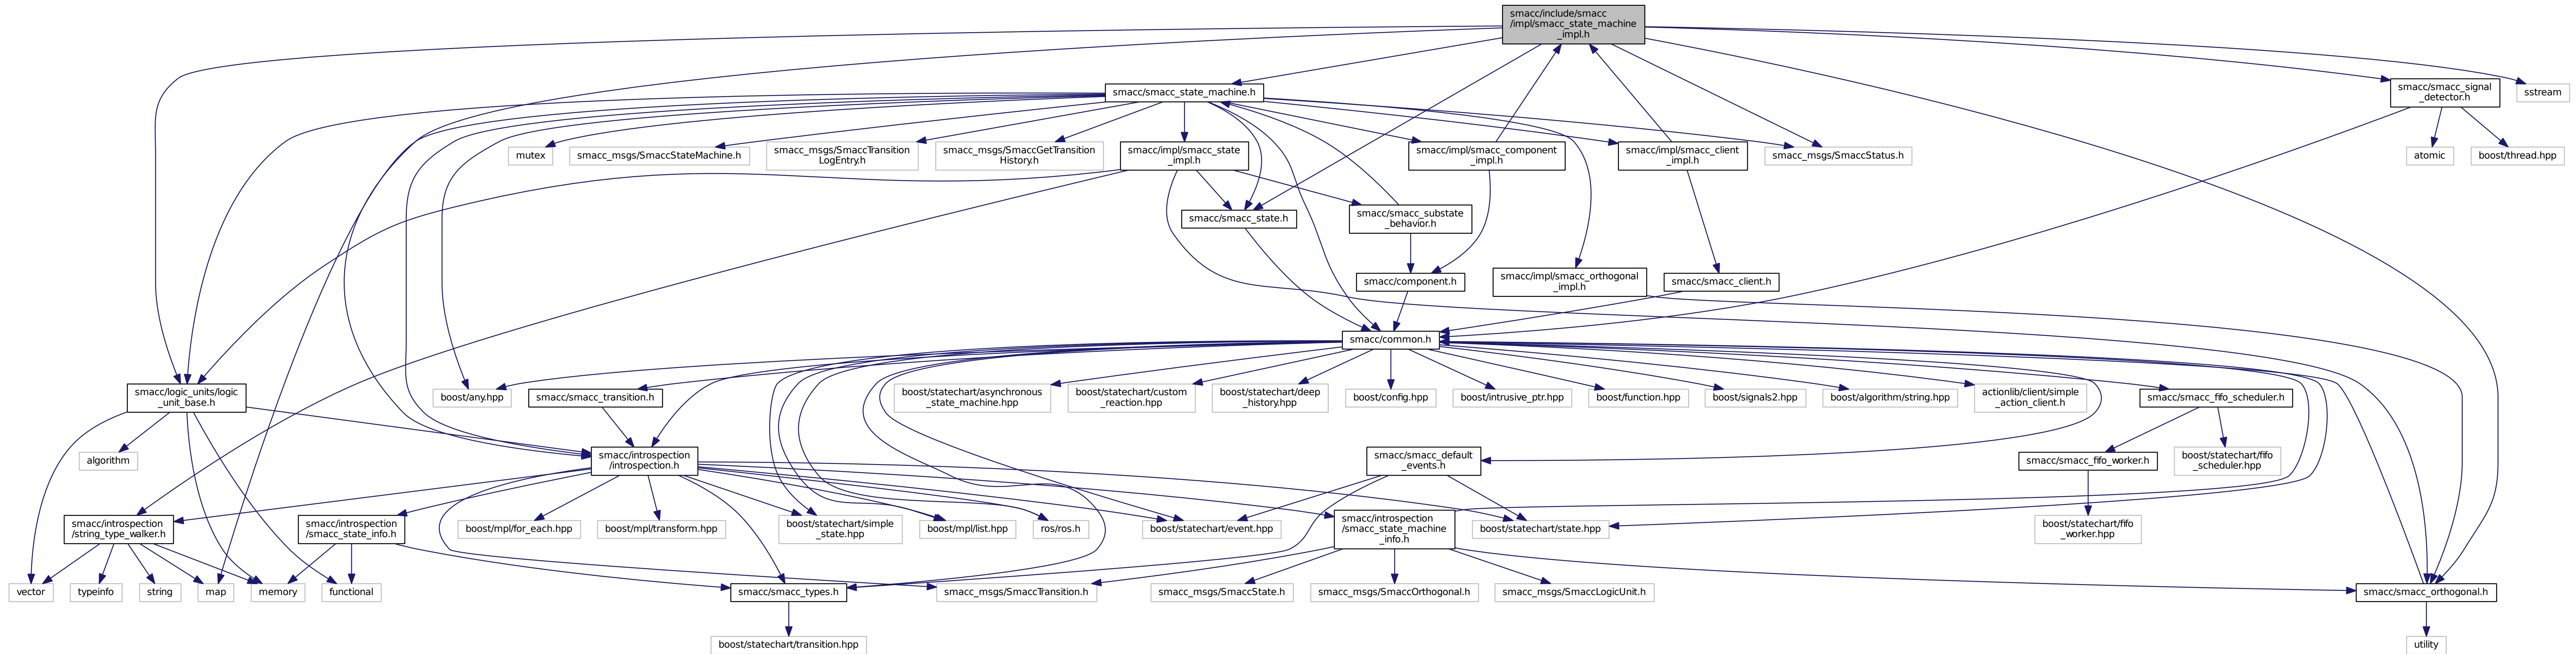 smacc/include/smacc
/impl/smacc_state_machine
_impl.h
smacc/smacc_state_machine.h
smacc/smacc_signal
_detector.h
sstream
mutex
smacc_msgs/SmaccStateMachine.h
smacc_msgs/SmaccTransition
LogEntry.h
smacc_msgs/SmaccGetTransition
History.h
smacc/impl/smacc_state
_impl.h
smacc/impl/smacc_component
_impl.h
smacc/impl/smacc_client
_impl.h
smacc_msgs/SmaccStatus.h
atomic
boost/thread.hpp
smacc/smacc_state.h
smacc/smacc_substate
_behavior.h
smacc/component.h
smacc/impl/smacc_orthogonal
_impl.h
smacc/smacc_client.h
smacc/common.h
smacc/logic_units/logic
_unit_base.h
boost/any.hpp
smacc/smacc_transition.h
boost/statechart/asynchronous
_state_machine.hpp
boost/statechart/custom
_reaction.hpp
boost/statechart/deep
_history.hpp
boost/config.hpp
boost/intrusive_ptr.hpp
boost/function.hpp
boost/signals2.hpp
boost/algorithm/string.hpp
actionlib/client/simple
_action_client.h
smacc/smacc_fifo_scheduler.h
algorithm
smacc/introspection
/introspection.h
smacc/smacc_default
_events.h
smacc/smacc_fifo_worker.h
boost/statechart/fifo
_scheduler.hpp
smacc/introspection
/string_type_walker.h
smacc/introspection
/smacc_state_info.h
boost/mpl/for_each.hpp
boost/mpl/transform.hpp
boost/statechart/simple
_state.hpp
boost/mpl/list.hpp
ros/ros.h
boost/statechart/event.hpp
smacc/introspection
/smacc_state_machine
_info.h
boost/statechart/state.hpp
boost/statechart/fifo
_worker.hpp
vector
typeinfo
string
map
memory
functional
smacc/smacc_types.h
smacc_msgs/SmaccTransition.h
smacc_msgs/SmaccState.h
smacc_msgs/SmaccOrthogonal.h
smacc_msgs/SmaccLogicUnit.h
smacc/smacc_orthogonal.h
boost/statechart/transition.hpp
utility